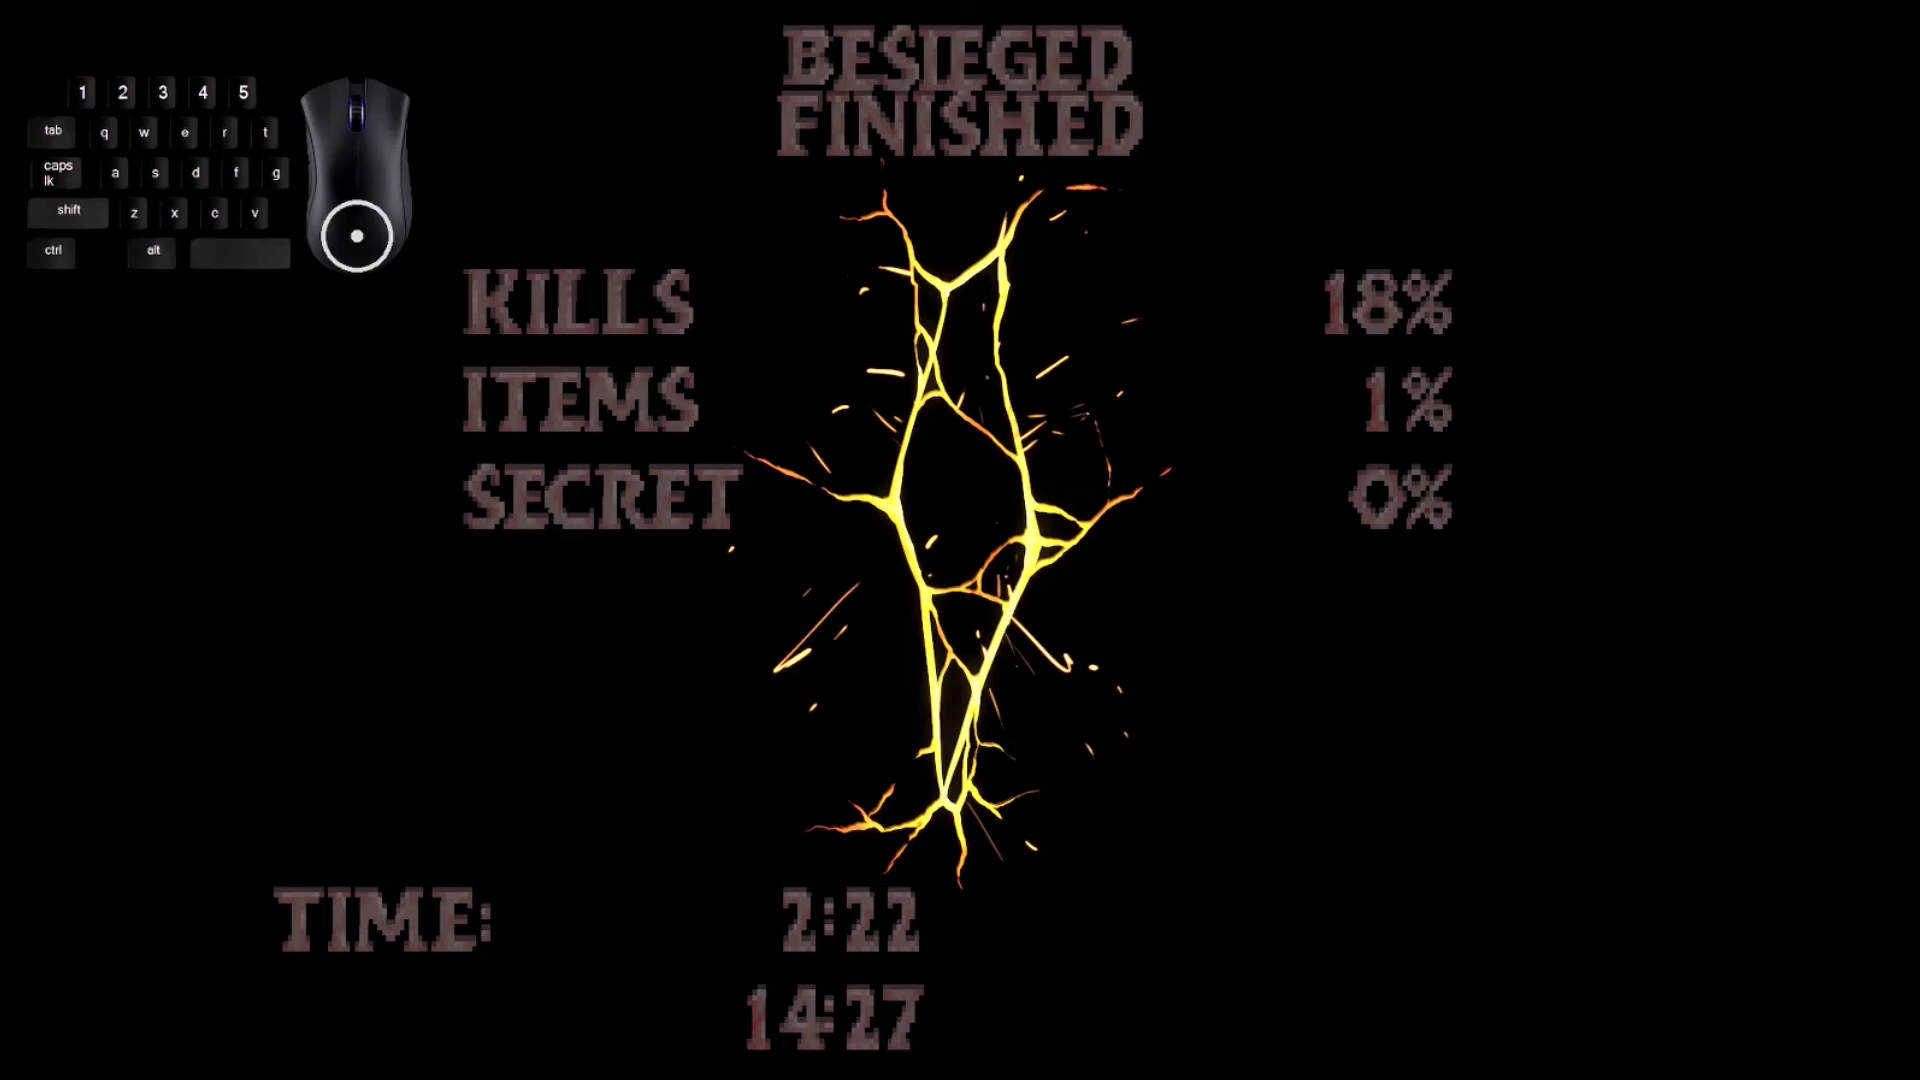 BESIEGED
FINISHED
1 2 3 4 5
tab q w e r t
caps lk a s d f g
shift z x c v
ctrl alt
KILLS 18%
ITEMS 1%
SECRET 0%
TIME: 2:22
14:27